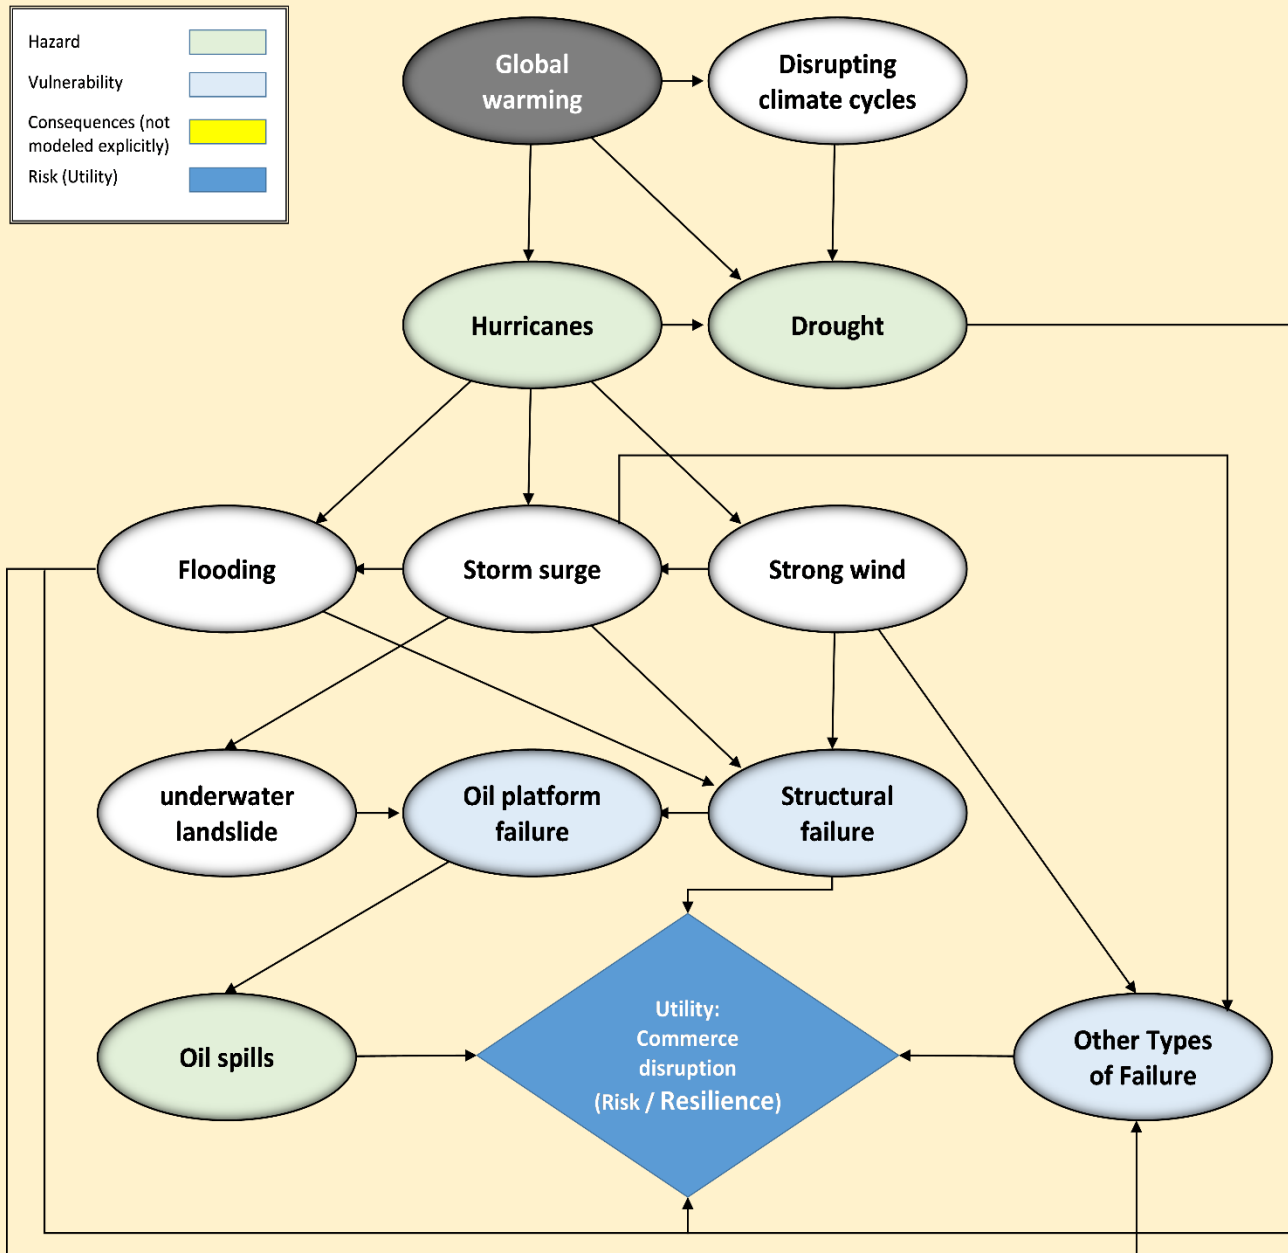 Hazard
Vulnerability
Consequences (not
modeled explicitly)
Risk (Utility)
Global
warming
Disrupting
climate cycles
Hurricanes
Drought
Flooding
Storm surge
Strong wind
underwater
landslide
Oil platform
failure
Structural
failure
Oil spills
Utility:
Commerce
disruption
(Risk / Resilience)
Other Types
of Failure